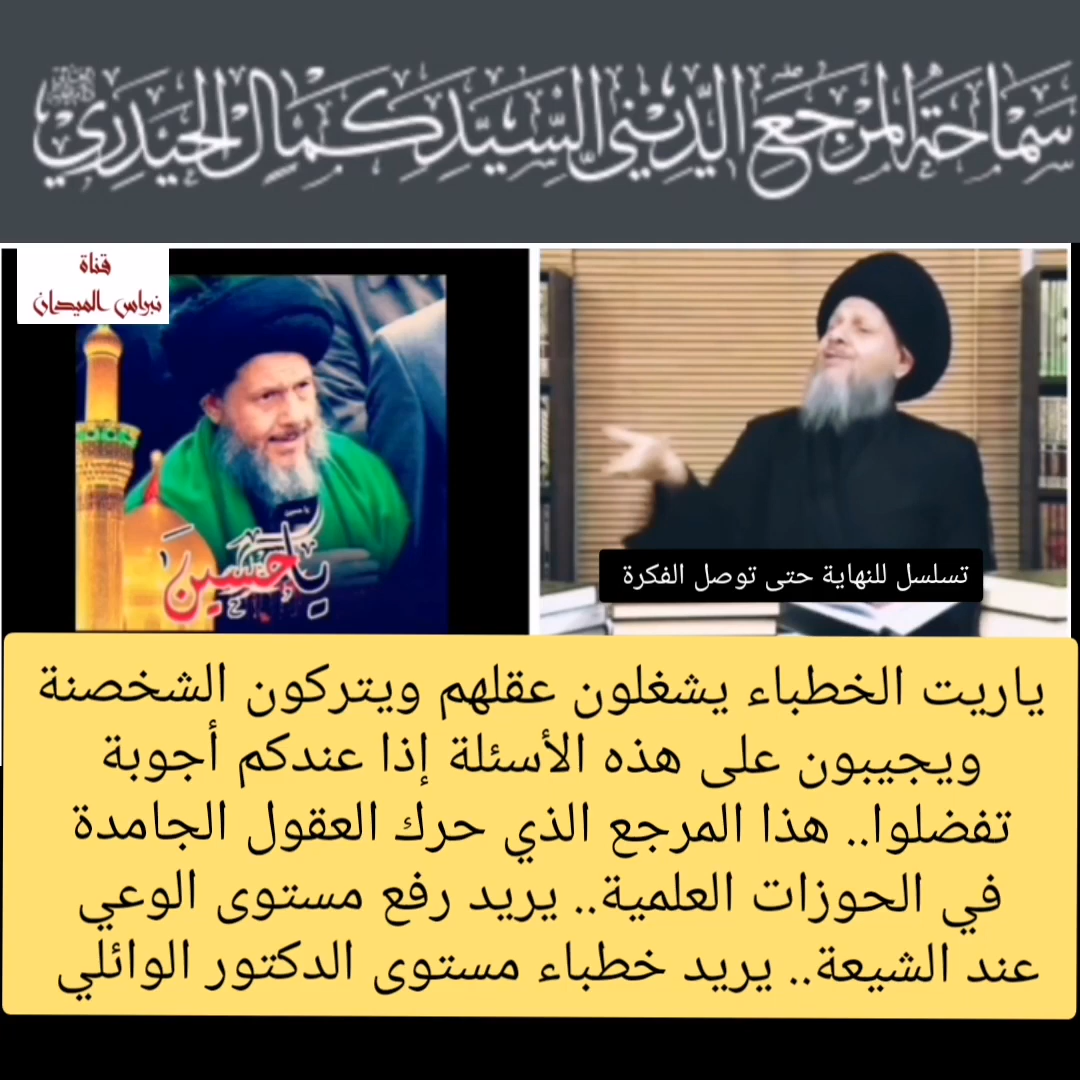 سماحة المرجع الديني السيد كمال الحيدري
قناة
نبراس الميدان
يا حسين
تسلسل للنهاية حتى توصل الفكرة
ياريت الخطباء يشغلون عقلهم ويتركون الشخصنة
ويجيبون على هذه الأسئلة إذا عندكم أجوبة
تفضلوا.. هذا المرجع الذي حرك العقول الجامدة
في الحوزات العلمية.. يريد رفع مستوى الوعي
عند الشيعة.. يريد خطباء مستوى الدكتور الوائلي